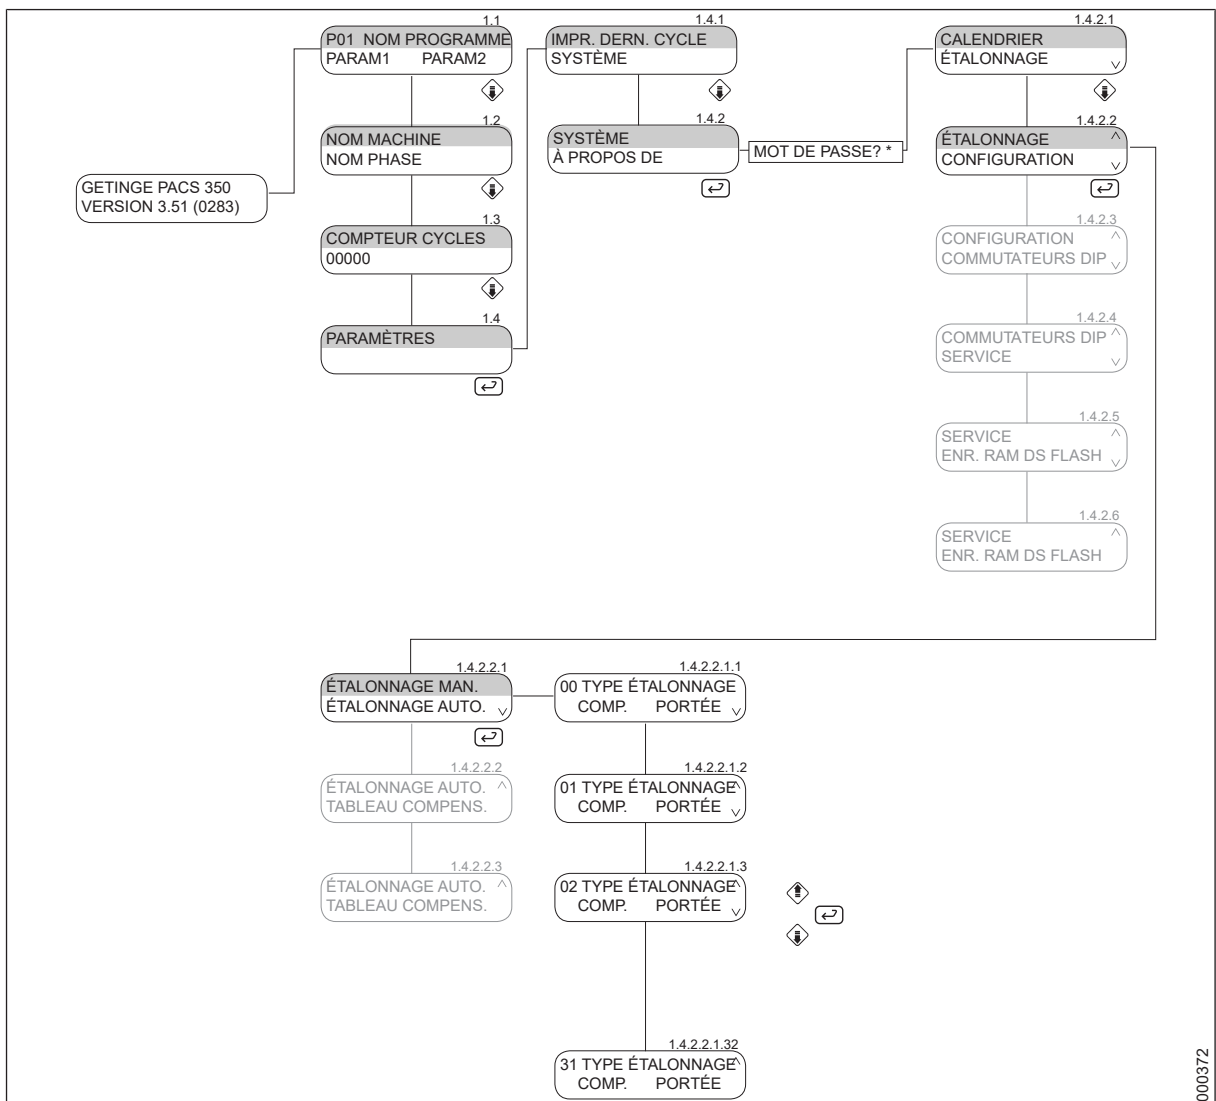 GETINGE PACS 350
VERSION 3.51 (0283)
1.1
P01 NOM PROGRAMME
PARAM1 PARAM2
1.2
NOM MACHINE
NOM PHASE
1.3
COMPTEUR CYCLES
00000
1.4
PARAMÈTRES
1.4.1
IMPR. DERN. CYCLE
SYSTÈME
1.4.2
SYSTÈME
À PROPOS DE
MOT DE PASSE? *
1.4.2.1
CALENDRIER
ÉTALONNAGE
1.4.2.2
ÉTALONNAGE
CONFIGURATION
1.4.2.3
CONFIGURATION
COMMUTATEURS DIP
1.4.2.4
COMMUTATEURS DIP
SERVICE
1.4.2.5
SERVICE
ENR. RAM DS FLASH
1.4.2.6
SERVICE
ENR. RAM DS FLASH
1.4.2.2.1
ÉTALONNAGE MAN.
ÉTALONNAGE AUTO.
1.4.2.2.2
ÉTALONNAGE AUTO.
TABLEAU COMPENS.
1.4.2.2.3
ÉTALONNAGE AUTO.
TABLEAU COMPENS.
1.4.2.2.1.1
00 TYPE ÉTALONNAGE
COMP. PORTÉE
1.4.2.2.1.2
01 TYPE ÉTALONNAGE
COMP. PORTÉE
1.4.2.2.1.3
02 TYPE ÉTALONNAGE
COMP. PORTÉE
1.4.2.2.1.32
31 TYPE ÉTALONNAGE
COMP. PORTÉE
000372